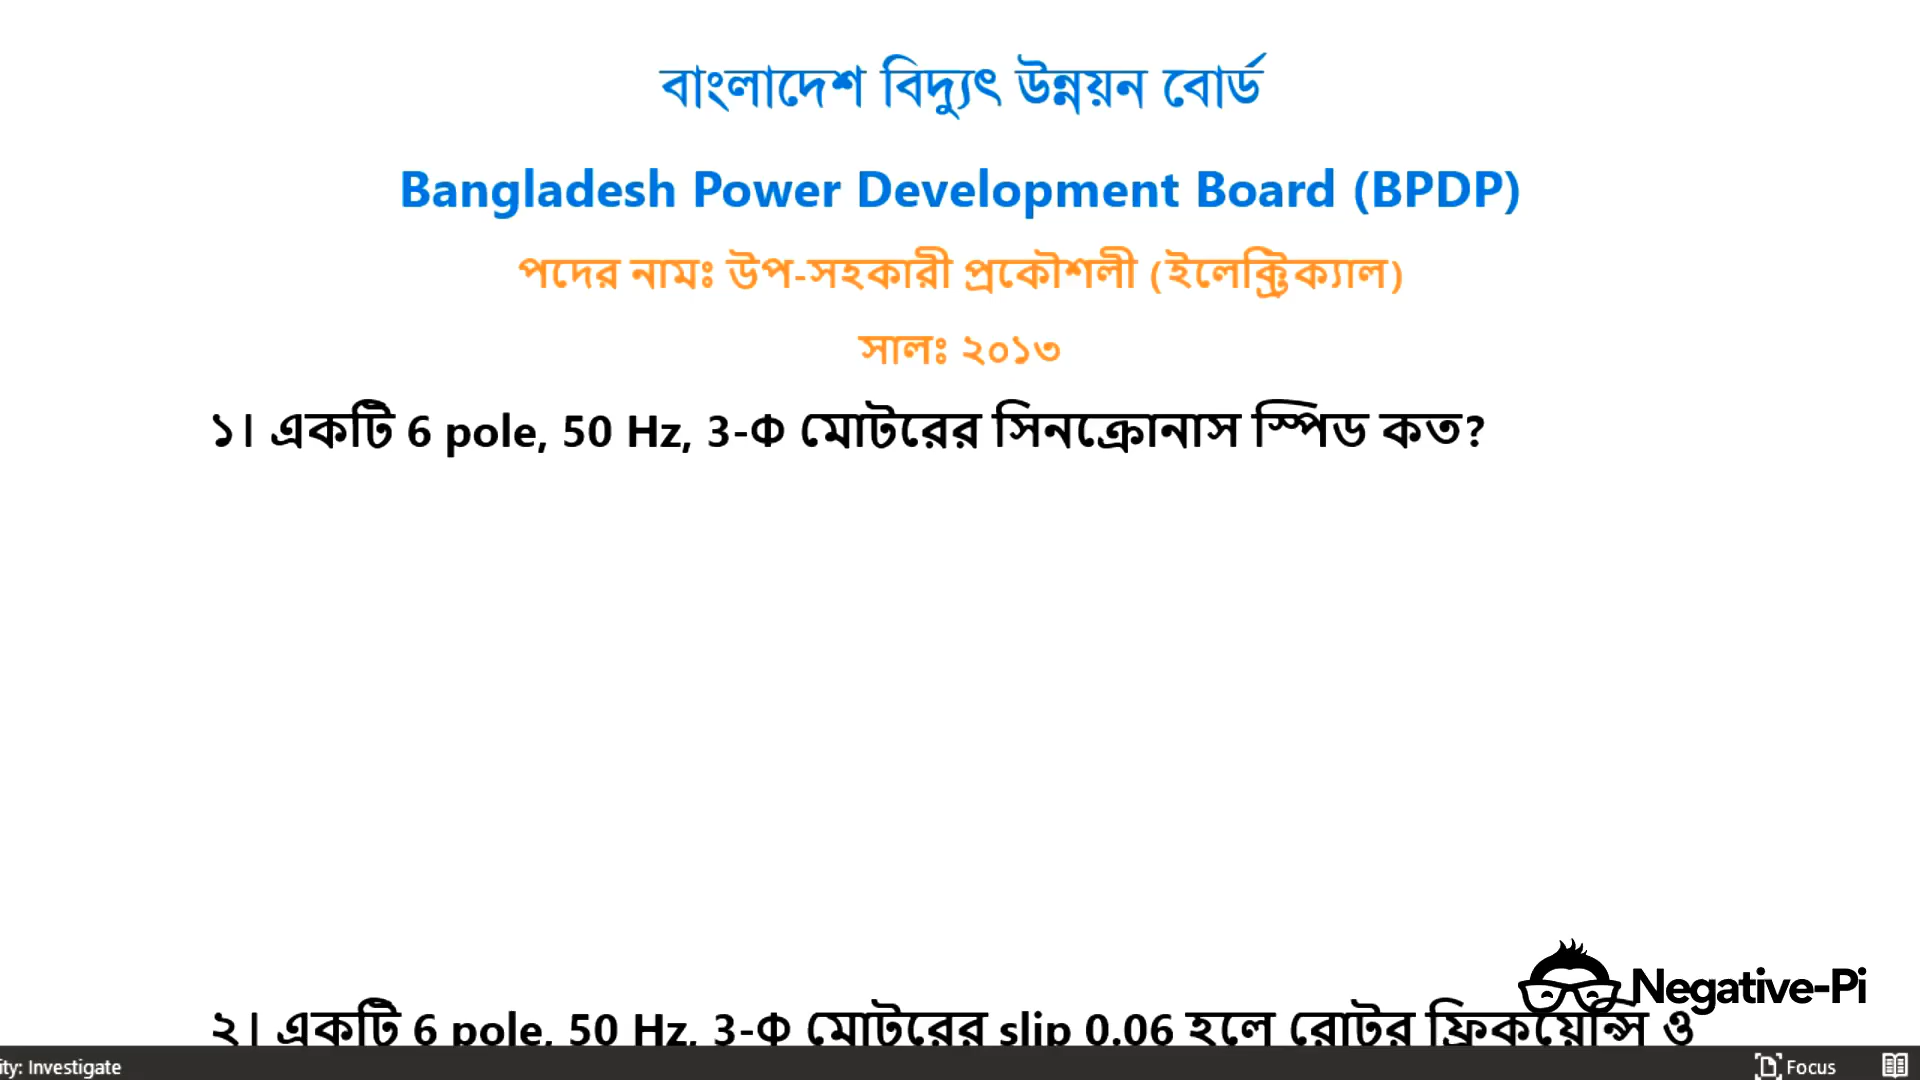 বাংলাদেশ বিদ্যুৎ উন্নয়ন বোর্ড
Bangladesh Power Development Board (BPDP)
পদের নামঃ উপ-সহকারী প্রকৌশলী (ইলেক্ট্রিক্যাল)
সালঃ ২০১৩
১। একটি 6 pole, 50 Hz, 3-Φ মোটরের সিনক্রোনাস স্পিড কত?
Negative-Pi
২। একটি 6 pole, 50 Hz, 3-Φ মোটরের slip 0.06 হলে রোটর ফ্রিকয়েন্সি ও
ity: Investigate
Focus